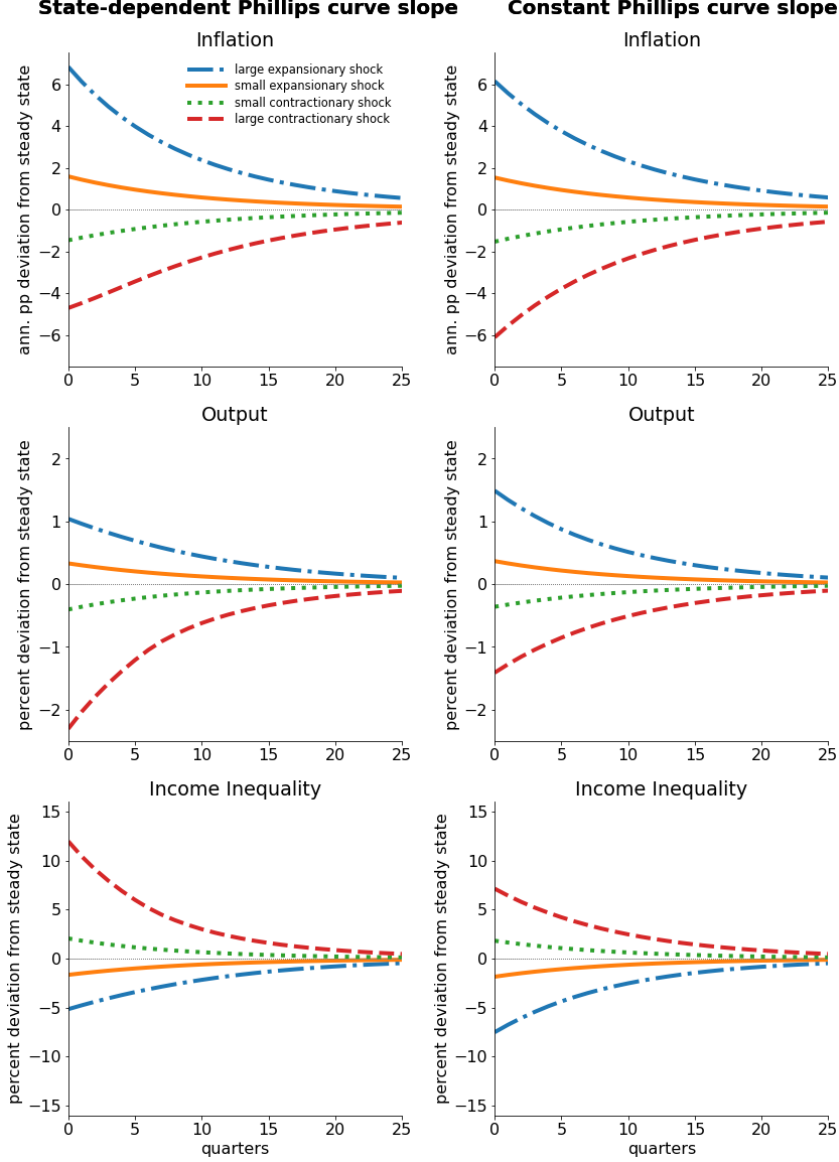 State-dependent Phillips curve slope
Constant Phillips curve slope
Inflation
Inflation
large expansionary shock
small expansionary shock
small contractionary shock
large contractionary shock
ann. pp deviation from steady state
6
4
2
0
−2
−4
−6
0 5 10 15 20 25
ann. pp deviation from steady state
6
4
2
0
−2
−4
−6
0 5 10 15 20 25
Output
Output
percent deviation from steady state
2
1
0
−1
−2
0 5 10 15 20 25
percent deviation from steady state
2
1
0
−1
−2
0 5 10 15 20 25
Income Inequality
Income Inequality
percent deviation from steady state
15
10
5
0
−5
−10
−15
0 5 10 15 20 25
quarters
percent deviation from steady state
15
10
5
0
−5
−10
−15
0 5 10 15 20 25
quarters